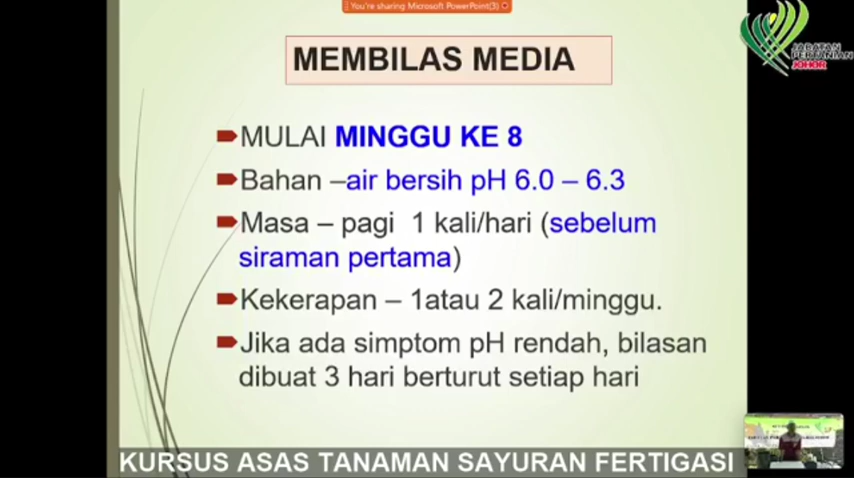 You're sharing Microsoft PowerPoint(3)
JABATAN
PERTANIAN
JOHOR
MEMBILAS MEDIA
MULAI MINGGU KE 8
Bahan –air bersih pH 6.0 – 6.3
Masa – pagi 1 kali/hari (sebelum
siraman pertama)
Kekerapan – 1atau 2 kali/minggu.
Jika ada simptom pH rendah, bilasan
dibuat 3 hari berturut setiap hari
KURSUS ASAS TANAMAN SAYURAN FERTIGASI